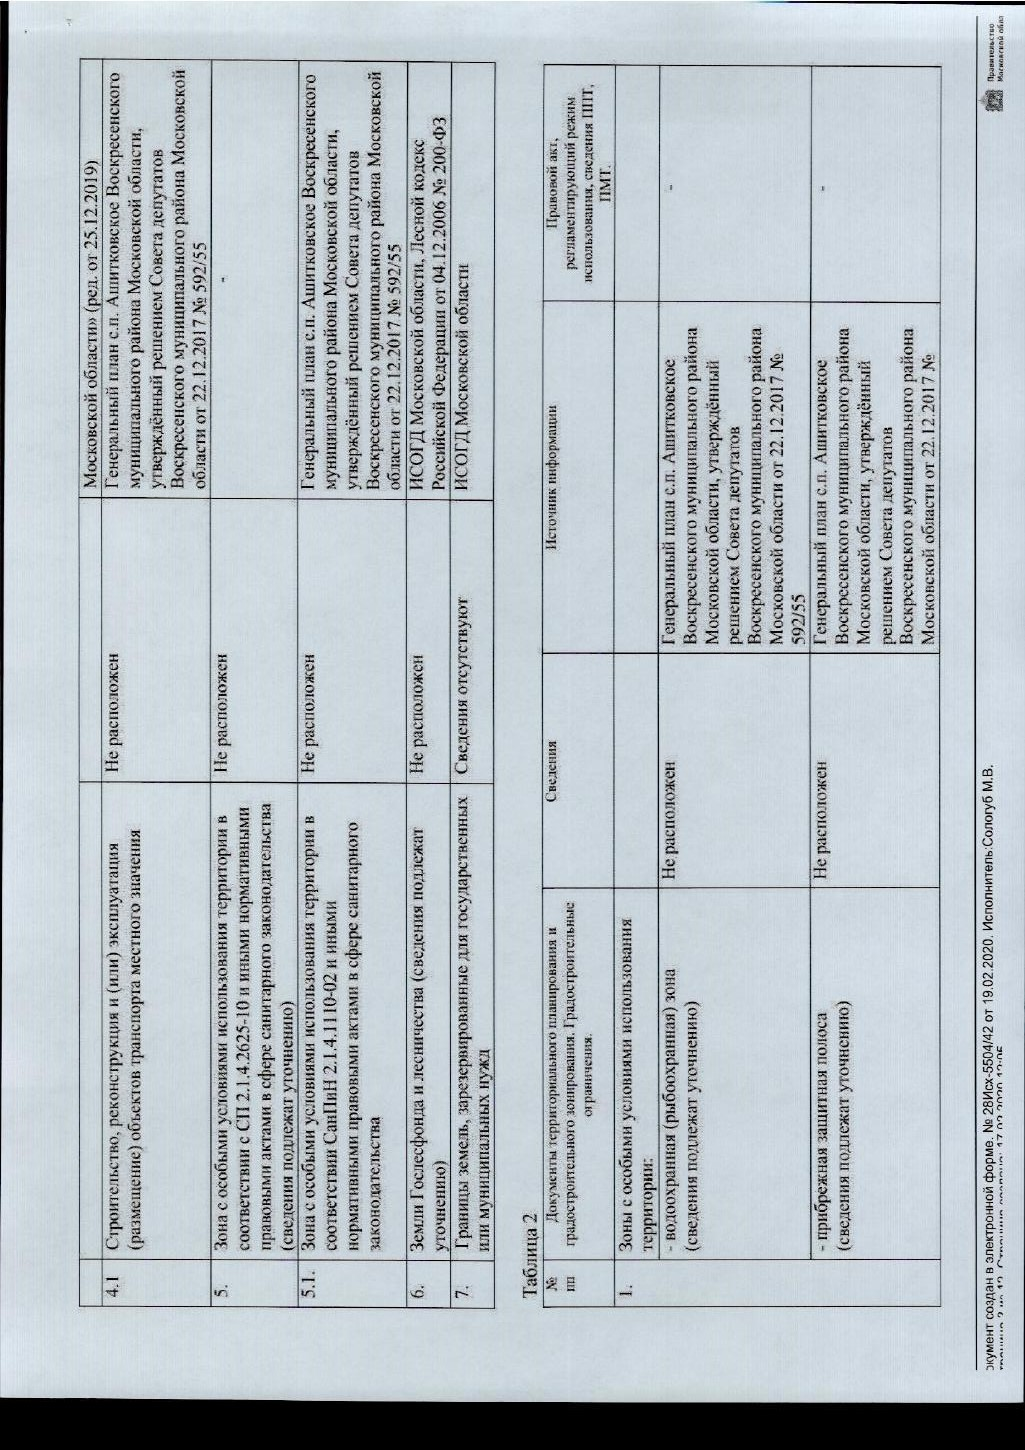 Московской области» (ред. от 25.12.2019)
4.1
Строительство, реконструкция и (или) эксплуатация
(размещение) объектов транспорта местного значения
Не расположен
Генеральный план с.п. Ашитковское Воскресенского
муниципального района Московской области,
утверждённый решением Совета депутатов
Воскресенского муниципального района Московской
области от 22.12.2017 № 592/55
5.
Зона с особыми условиями использования территории в
соответствии с СП 2.1.4.2625-10 и иными нормативными
правовыми актами в сфере санитарного законодательства
(сведения подлежат уточнению)
Не расположен
-
5.1.
Зона с особыми условиями использования территории в
соответствии СанПиН 2.1.4.1110-02 и иными
нормативными правовыми актами в сфере санитарного
законодательства
Не расположен
Генеральный план с.п. Ашитковское Воскресенского
муниципального района Московской области,
утверждённый решением Совета депутатов
Воскресенского муниципального района Московской
области от 22.12.2017 № 592/55
6.
Земли Гослесфонда и лесничества (сведения подлежат
уточнению)
Не расположен
ИСОГД Московской области, Лесной кодекс
Российской Федерации от 04.12.2006 № 200-ФЗ
7.
Границы земель, зарезервированные для государственных
или муниципальных нужд
Сведения отсутствуют
ИСОГД Московской области
Таблица 2
№
пп
Документы территориального планирования и
градостроительного зонирования. Градостроительные
ограничения.
Сведения
Источник информации
Правовой акт,
регламентирующий режим
использования, сведения ППТ,
ПМТ.
1.
Зоны с особыми условиями использования
территории:
- водоохранная (рыбоохранная) зона
(сведения подлежат уточнению)
Не расположен
Генеральный план с.п. Ашитковское
Воскресенского муниципального района
Московской области, утверждённый
решением Совета депутатов
Воскресенского муниципального района
Московской области от 22.12.2017 №
592/55
-
- прибрежная защитная полоса
(сведения подлежат уточнению)
Не расположен
Генеральный план с.п. Ашитковское
Воскресенского муниципального района
Московской области, утверждённый
решением Совета депутатов
Воскресенского муниципального района
Московской области от 22.12.2017 №
-
окумент создан в электронной форме. № 28Исх-5504/42 от 19.02.2020. Исполнитель:Сологуб М.В.
Правительство
Московской обла